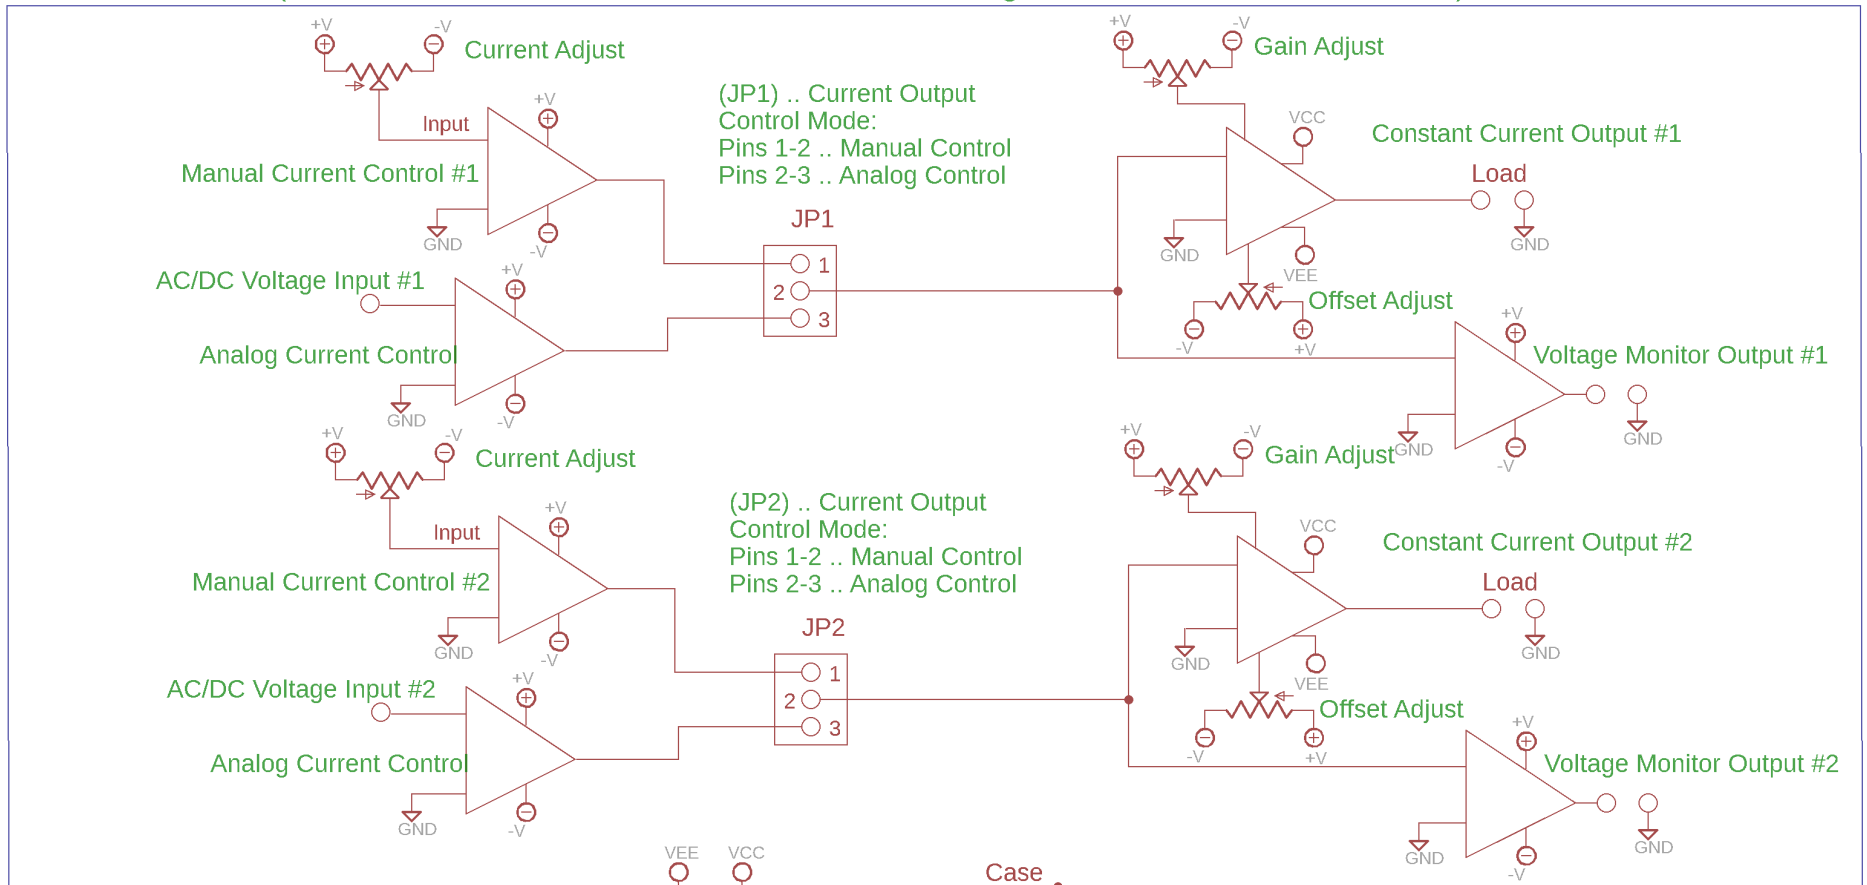 +V
-V
Current Adjust
+V
-V
Gain Adjust
(JP1) .. Current Output
Control Mode:
Pins 1-2 .. Manual Control
Pins 2-3 .. Analog Control
+V
Input
Manual Current Control #1
GND
-V
VCC
Constant Current Output #1
Load
JP1
1
2
3
GND
GND
VEE
AC/DC Voltage Input #1
+V
Offset Adjust
-V
+V
Analog Current Control
GND
-V
+V
Voltage Monitor Output #1
GND
-V
GND
+V
-V
Current Adjust
+V
-V
Gain Adjust
(JP2) .. Current Output
Control Mode:
Pins 1-2 .. Manual Control
Pins 2-3 .. Analog Control
+V
Input
Manual Current Control #2
GND
-V
VCC
Constant Current Output #2
Load
JP2
1
2
3
GND
GND
VEE
AC/DC Voltage Input #2
+V
Offset Adjust
-V
+V
Analog Current Control
GND
-V
+V
Voltage Monitor Output #2
GND
-V
GND
VEE
VCC
Case